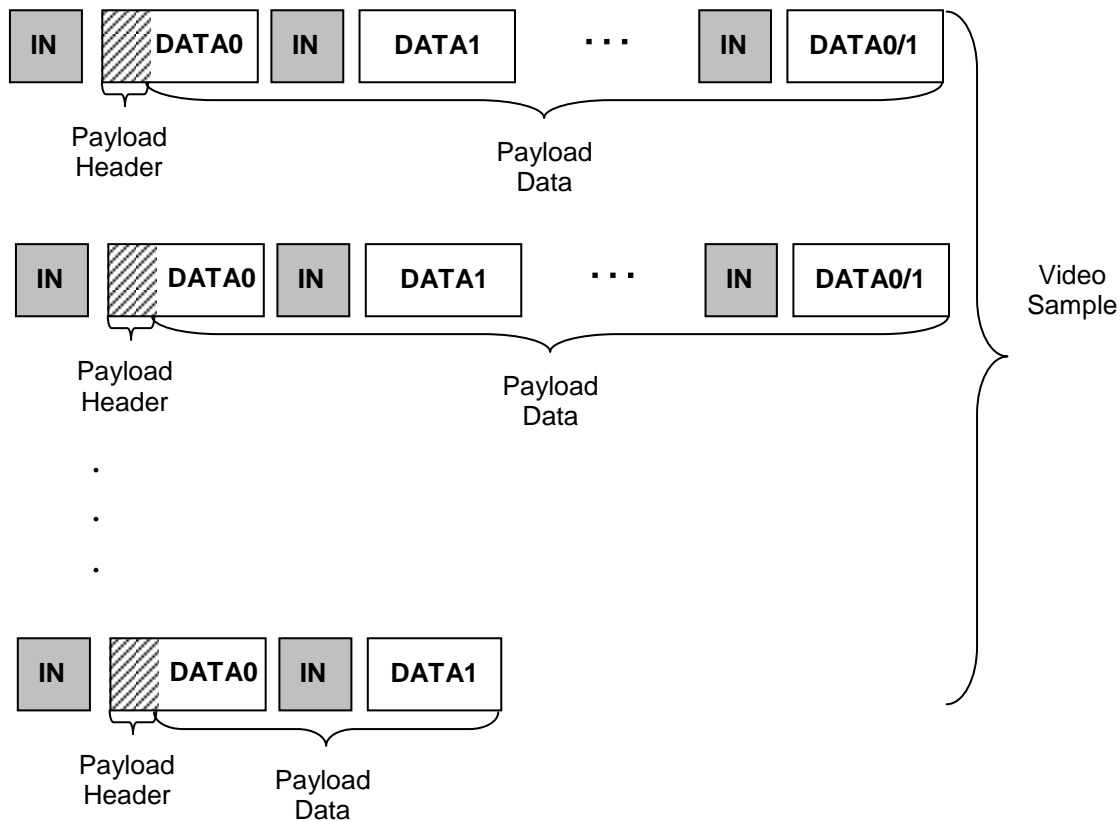 IN DATA0 IN DATA1 . . . IN DATA0/1
Payload
Header
Payload
Data
IN DATA0 IN DATA1 . . . IN DATA0/1
Video
Sample
Payload
Header
Payload
Data
.
.
.
IN DATA0 IN DATA1
Payload
Header
Payload
Data